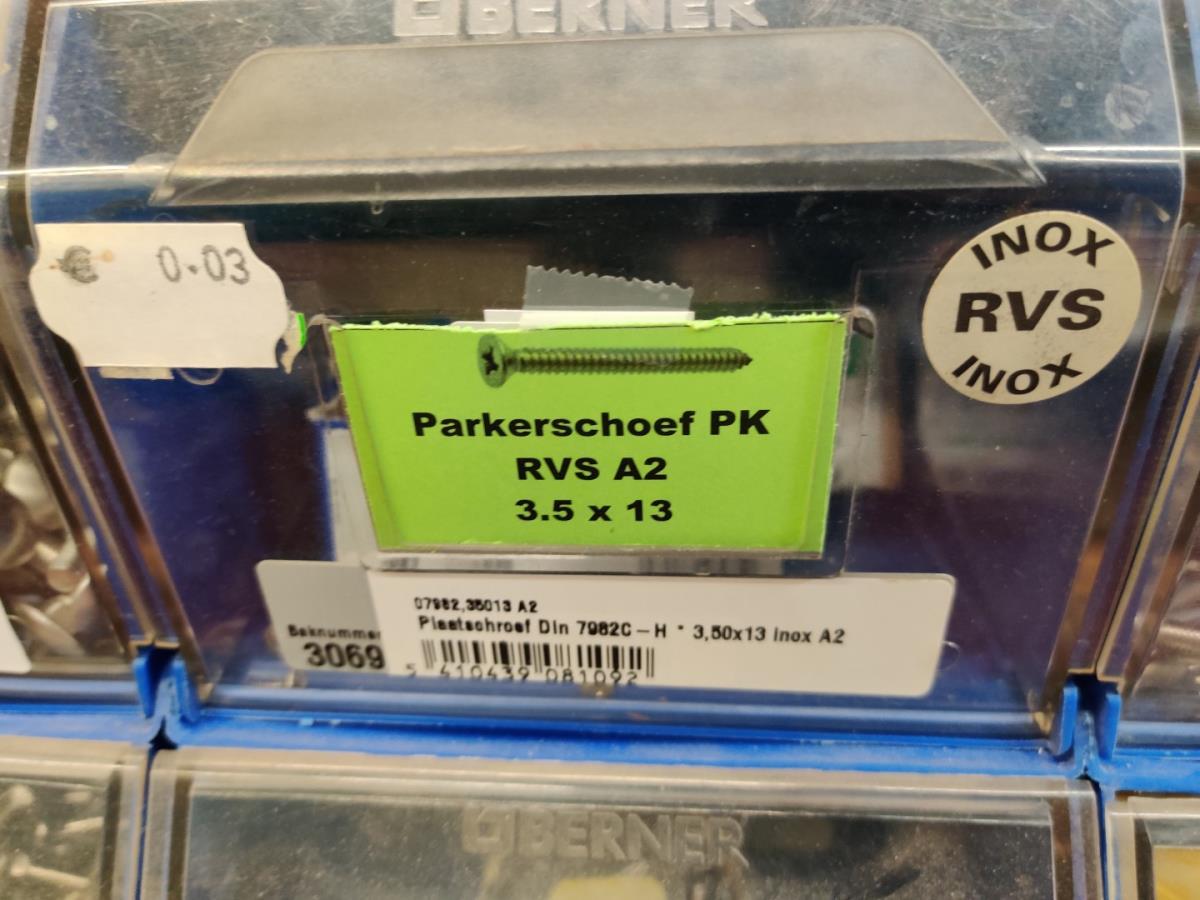 BERNER
€ 0.03
INOX
RVS
INOX
Parkerschoef PK
RVS A2
3.5 x 13
07982,35013 A2
Plaatschroef Din 7982C-H * 3,50x13 inox A2
Baknummer
3069
5 410439 081092
BERNER